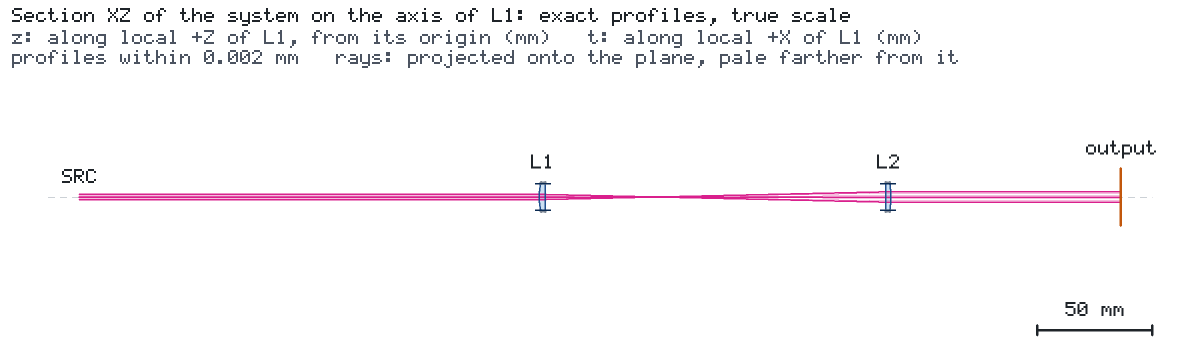 Section XZ of the system on the axis of L1: exact profiles, true scale
z: along local +Z of L1, from its origin (mm)   t: along local +X of L1 (mm)
profiles within 0.002 mm   rays: projected onto the plane, pale farther from it
output
L1
L2
SRC
50 mm